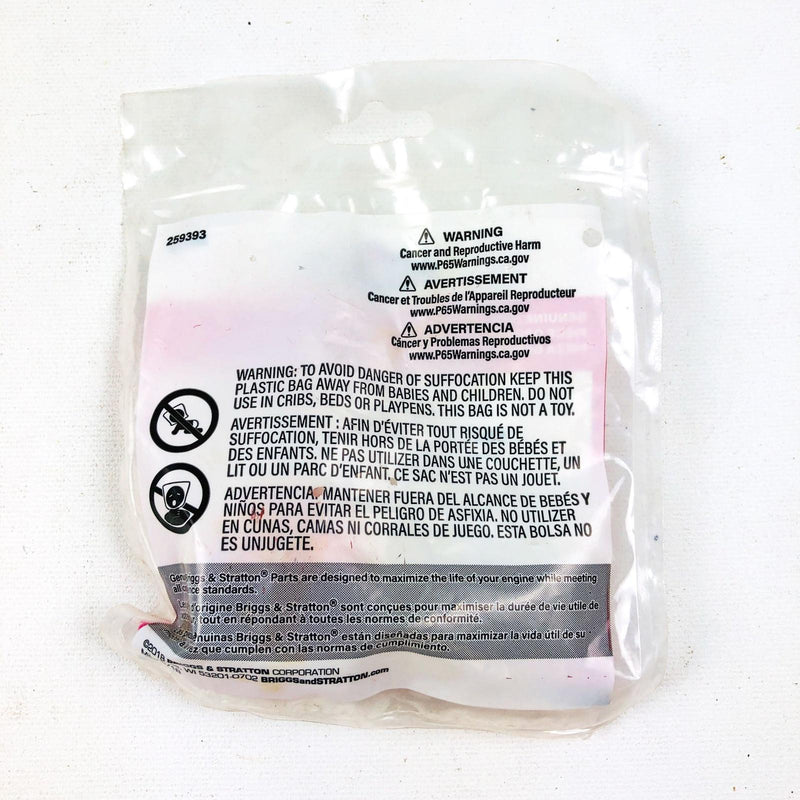 259393
WARNING
Cancer and Reproductive Harm
www.P65Warnings.ca.gov
AVERTISSEMENT
Cancer et Troubles de l'Appareil Reproducteur
www.P65Warnings.ca.gov
ADVERTENCIA
Cáncer y Problemas Reproductivos
www.P65Warnings.ca.gov
WARNING: TO AVOID DANGER OF SUFFOCATION KEEP THIS
PLASTIC BAG AWAY FROM BABIES AND CHILDREN. DO NOT
USE IN CRIBS, BEDS OR PLAYPENS. THIS BAG IS NOT A TOY.
AVERTISSEMENT : AFIN D'ÉVITER TOUT RISQUÉ DE
SUFFOCATION, TENIR HORS DE LA PORTÉE DES BÉBÉS ET
DES ENFANTS. NE PAS UTILIZER DANS UNE COUCHETTE, UN
LIT OU UN PARC D'ENFANT. CE SAC N'EST PAS UN JOUET.
ADVERTENCIA: MANTENER FUERA DEL ALCANCE DE BEBÉS Y
NIÑOS PARA EVITAR EL PELIGRO DE ASFIXIA. NO UTILIZER
EN CUNAS, CAMAS NI CORRALES DE JUEGO. ESTA BOLSA NO
ES UNJUGETE.
& Stratton® Parts are designed to maximize the life of your engine while meeting
standards.
d'origine Briggs & Stratton® sont conçues pour maximiser la durée de vie utile de
tout en répondant à toutes les normes de conformité.
Briggs & Stratton® están diseñadas para maximizar la vida útil de su
que cumplen con las normas de cumplimiento.
©2018 BRIGGS & STRATTON CORPORATION
WI 53201-0702 BRIGGSandSTRATTON.com